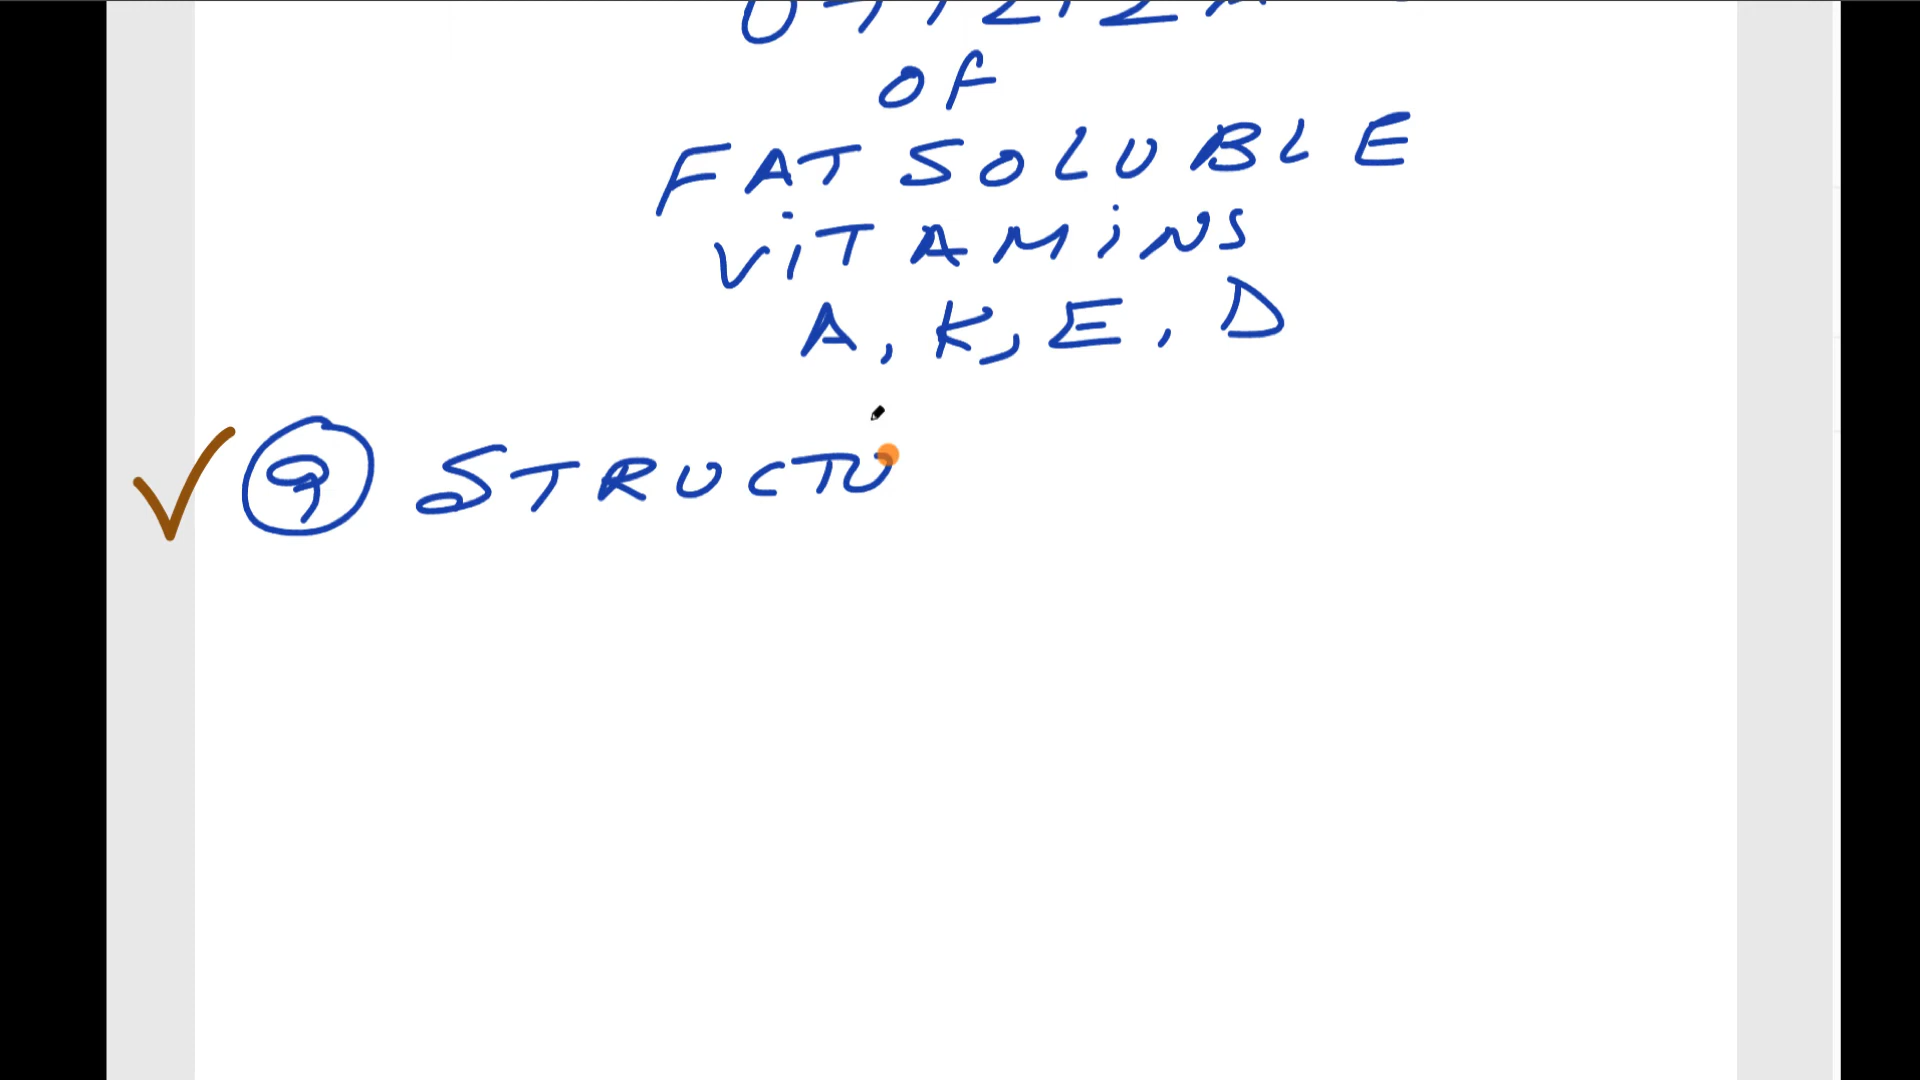 OF
FAT SOLUBLE
ViTAMiNS
A, K, E, D
9 STRUCTU